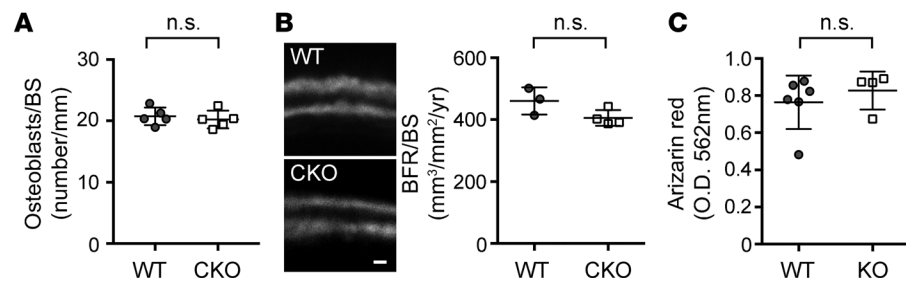 A
n.s.
Osteoblasts/BS
(number/mm)
30
20
10
0
WT
CKO
B
WT
CKO
n.s.
BFR/BS
(mm³/mm²/yr)
600
400
200
0
WT
CKO
C
n.s.
Arizarin red
(O.D. 562nm)
1.0
0.8
0.6
0.4
0.2
0
WT
KO